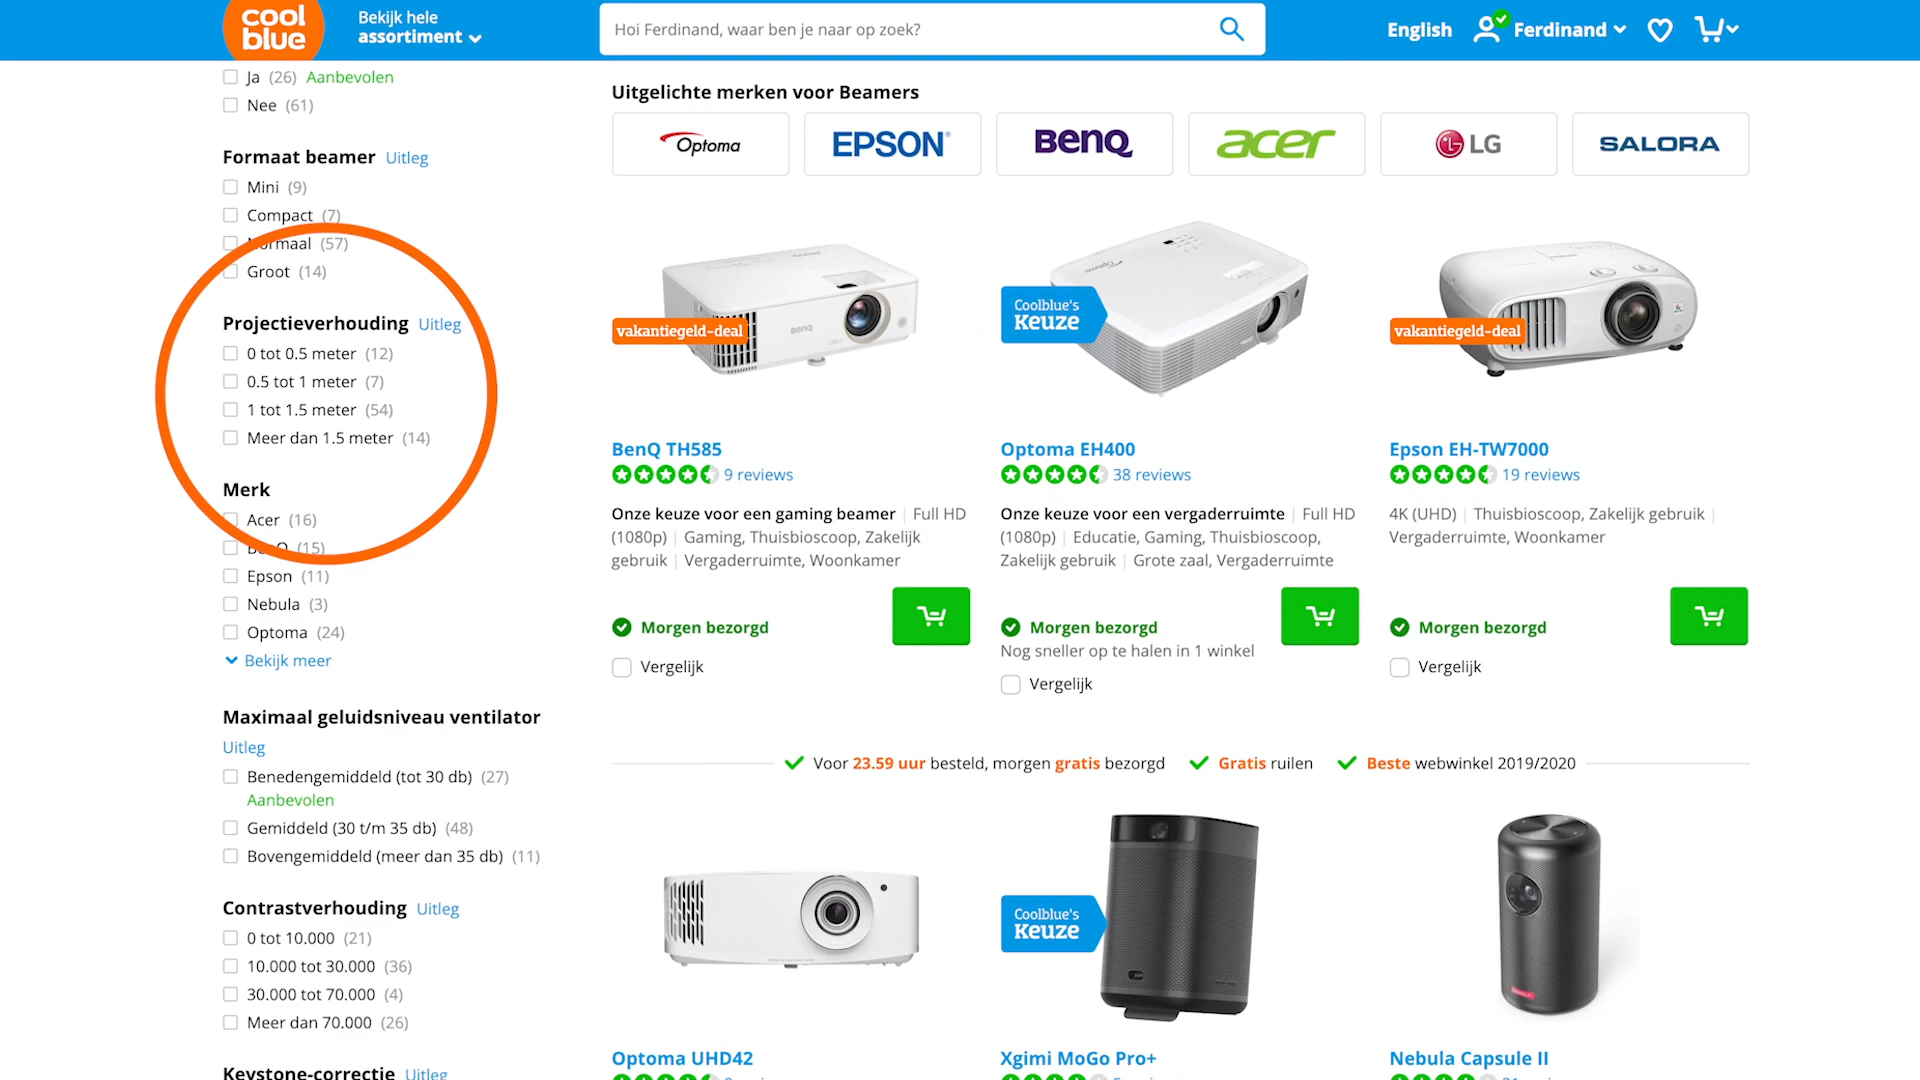 cool
blue
Bekijk hele
assortiment
Hoi Ferdinand, waar ben je naar op zoek?
English
Ferdinand
Ja (26) Aanbevolen
Nee (61)
Formaat beamer Uitleg
Mini (9)
Compact (7)
Normaal (57)
Groot (14)
Projectieverhouding Uitleg
0 tot 0.5 meter (12)
0.5 tot 1 meter (7)
1 tot 1.5 meter (54)
Meer dan 1.5 meter (14)
Merk
Acer (16)
BenQ (15)
Epson (11)
Nebula (3)
Optoma (24)
Bekijk meer
Maximaal geluidsniveau ventilator
Uitleg
Benedengemiddeld (tot 30 db) (27)
Aanbevolen
Gemiddeld (30 t/m 35 db) (48)
Bovengemiddeld (meer dan 35 db) (11)
Contrastverhouding Uitleg
0 tot 10.000 (21)
10.000 tot 30.000 (36)
30.000 tot 70.000 (4)
Meer dan 70.000 (26)
Keystone-correctie Uitleg
Uitgelichte merken voor Beamers
Optoma
EPSON
BenQ
acer
LG
SALORA
vakantiegeld-deal
BenQ
BenQ TH585
9 reviews
Onze keuze voor een gaming beamer | Full HD
(1080p) | Gaming, Thuisbioscoop, Zakelijk
gebruik | Vergaderruimte, Woonkamer
Morgen bezorgd
Vergelijk
Coolblue's
Keuze
Optoma EH400
38 reviews
Onze keuze voor een vergaderruimte | Full HD
(1080p) | Educatie, Gaming, Thuisbioscoop,
Zakelijk gebruik | Grote zaal, Vergaderruimte
Morgen bezorgd
Nog sneller op te halen in 1 winkel
Vergelijk
vakantiegeld-deal
Epson EH-TW7000
19 reviews
4K (UHD) | Thuisbioscoop, Zakelijk gebruik |
Vergaderruimte, Woonkamer
Morgen bezorgd
Vergelijk
Voor 23.59 uur besteld, morgen gratis bezorgd
Gratis ruilen
Beste webwinkel 2019/2020
Optoma UHD42
Coolblue's
Keuze
Xgimi MoGo Pro+
Nebula Capsule II